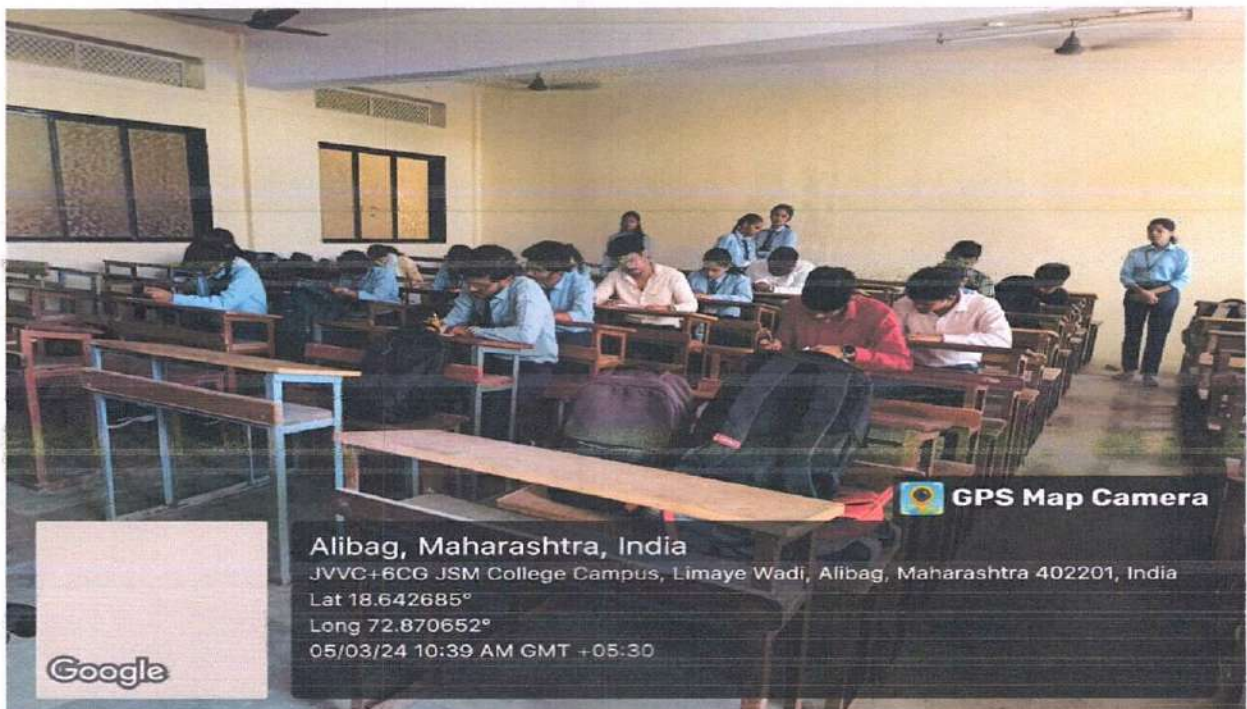 GPS Map Camera
Alibag, Maharashtra, India
JVVC+6CG JSM College Campus, Limaye Wadi, Alibag, Maharashtra 402201, India
Lat 18.642685°
Long 72.870652°
05/03/24 10:39 AM GMT +05:30
Google